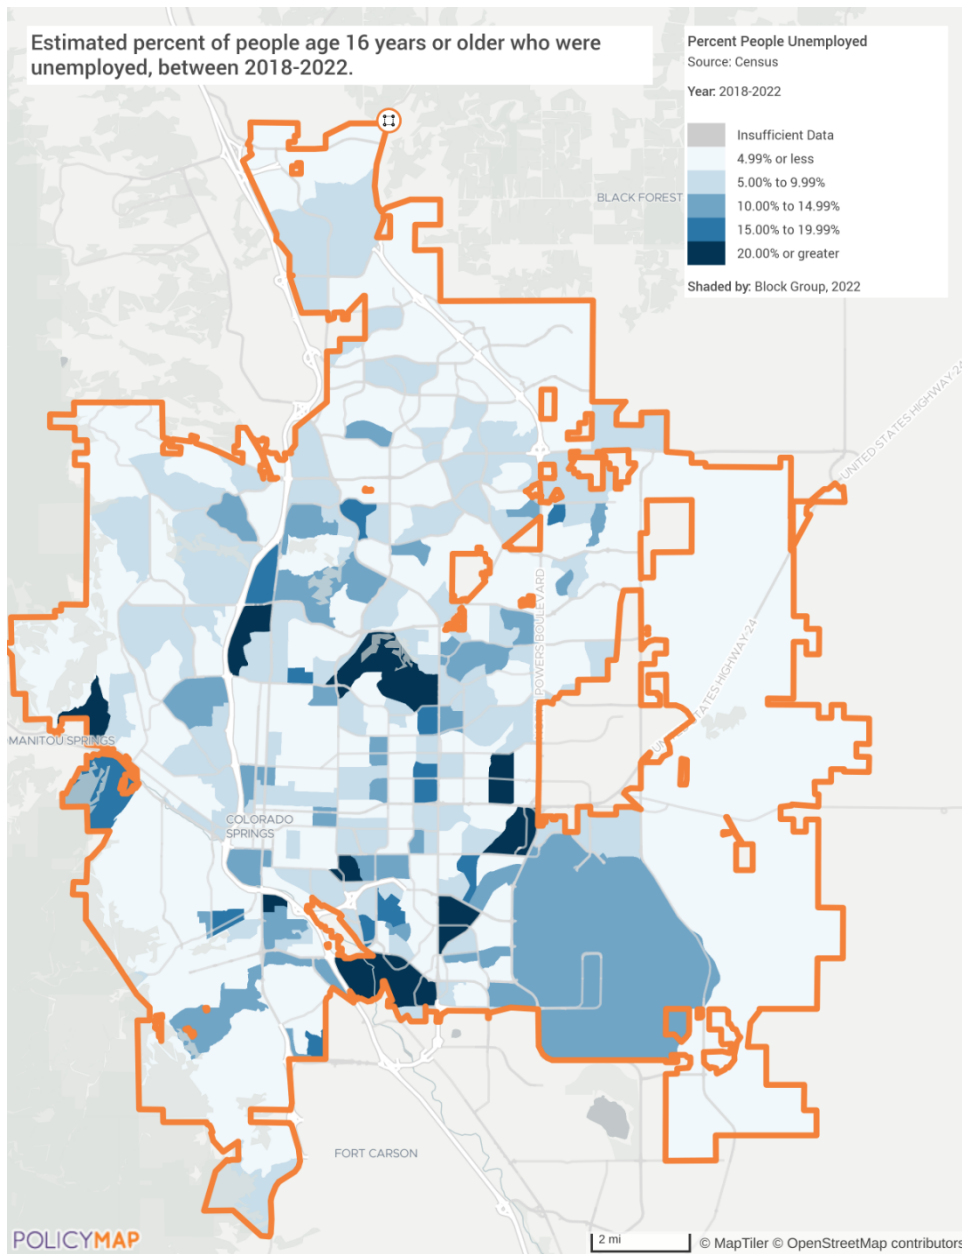 Estimated percent of people age 16 years or older who were
unemployed, between 2018-2022.
Percent People Unemployed
Source: Census
Year: 2018-2022
Insufficient Data
4.99% or less
5.00% to 9.99%
10.00% to 14.99%
15.00% to 19.99%
20.00% or greater
Shaded by: Block Group, 2022
BLACK FOREST
UNITED STATES HIGHWAY 24
POWERS BOULEVARD
UNITED STATES HIGHWAY 24
MANITOU SPRINGS
COLORADO
SPRINGS
FORT CARSON
POLICYMAP
2 mi
© MapTiler © OpenStreetMap contributors